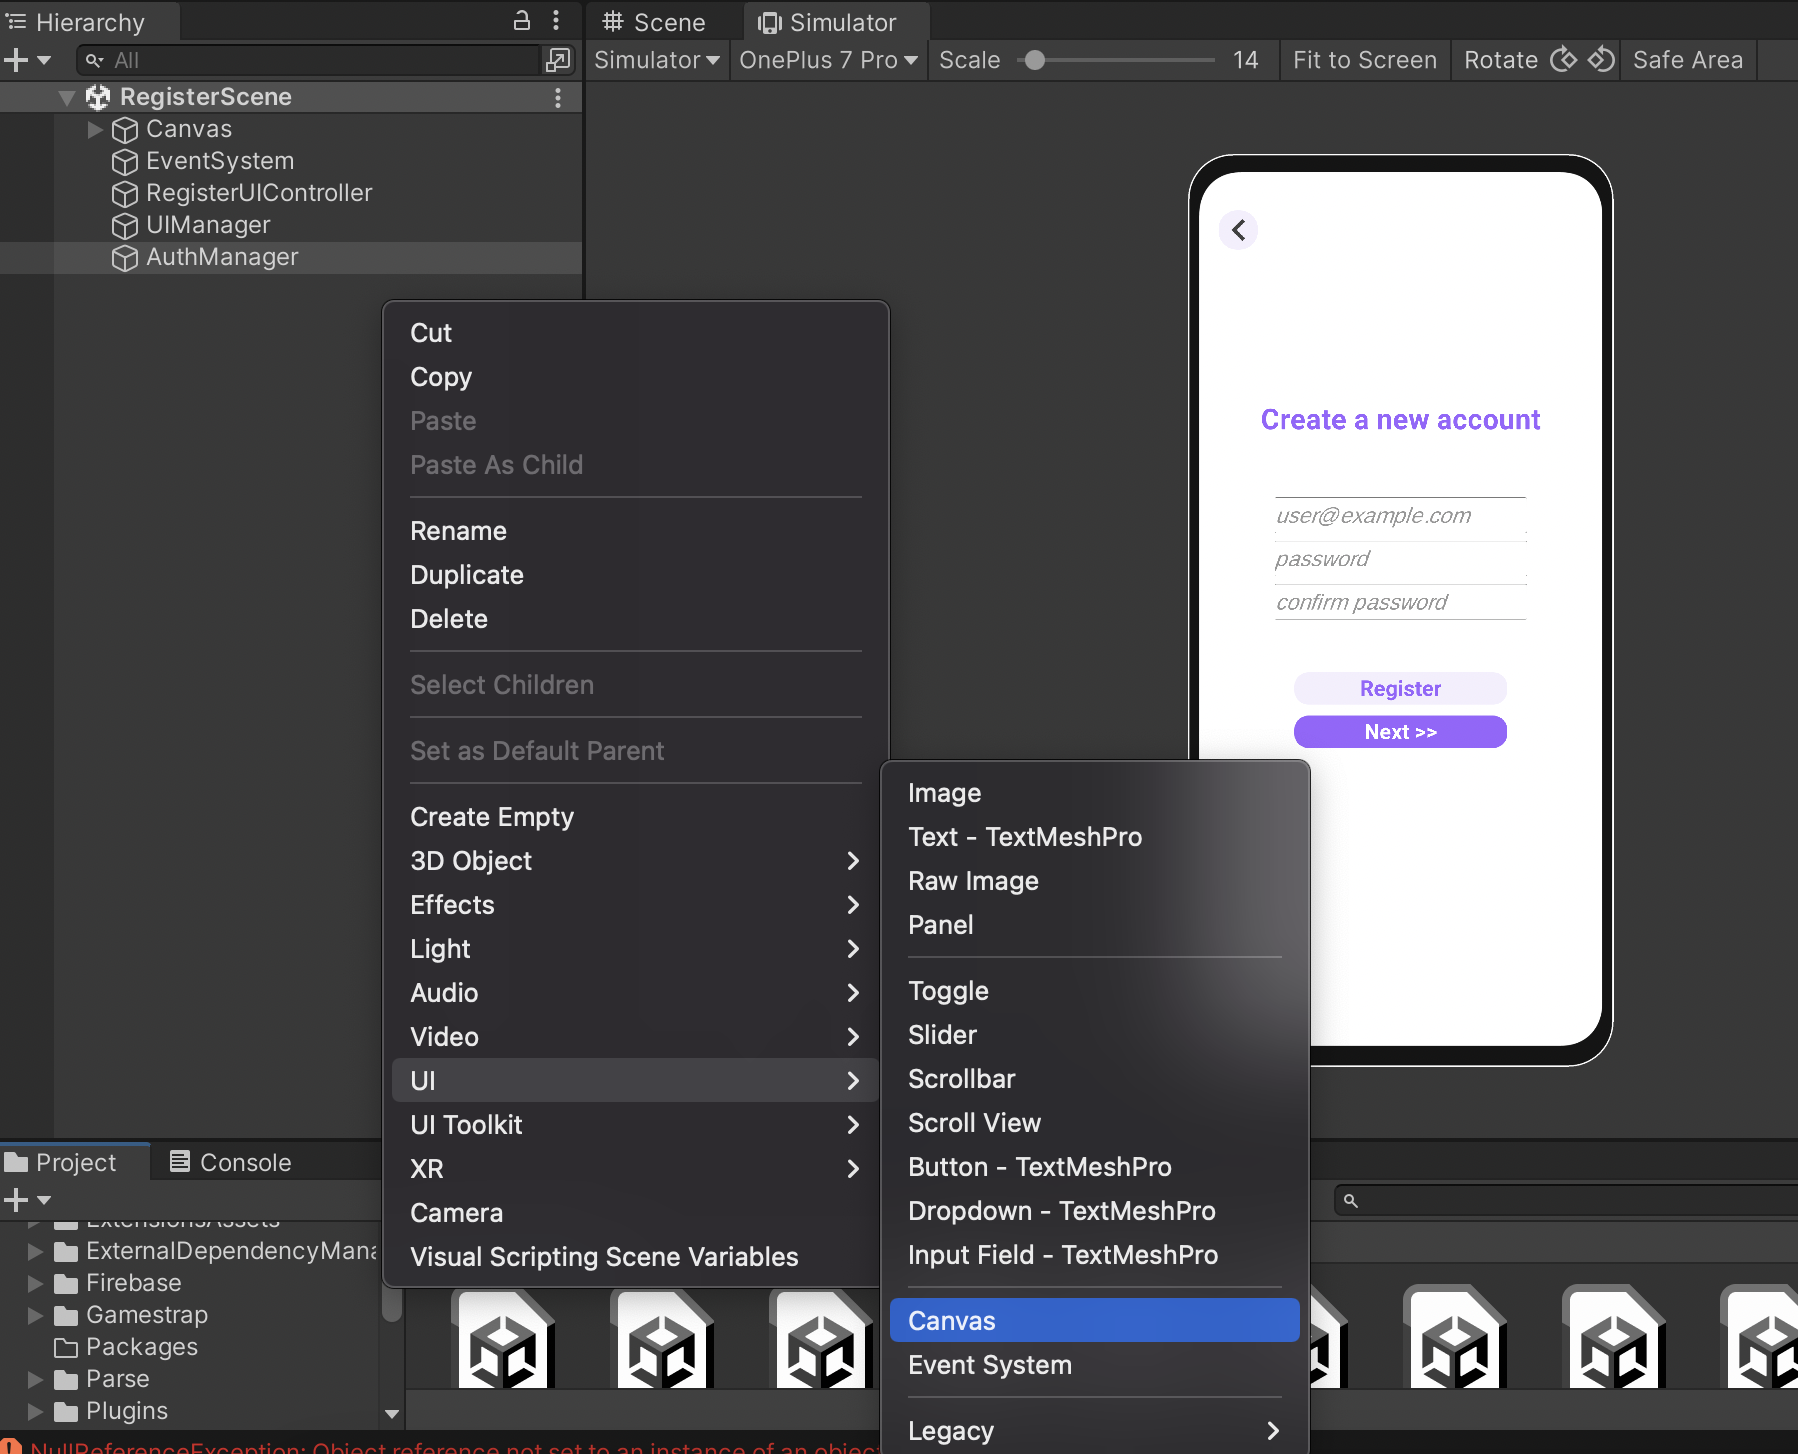 Hierarchy
All
RegisterScene
Canvas
EventSystem
RegisterUIController
UIManager
AuthManager
Scene
Simulator
Simulator
OnePlus 7 Pro
Scale
14
Fit to Screen
Rotate
Safe Area
Create a new account
user@example.com
password
confirm password
Register
Next >>
Cut
Copy
Paste
Paste As Child
Rename
Duplicate
Delete
Select Children
Set as Default Parent
Create Empty
3D Object
Effects
Light
Audio
Video
UI
UI Toolkit
XR
Camera
Visual Scripting Scene Variables
Image
Text - TextMeshPro
Raw Image
Panel
Toggle
Slider
Scrollbar
Scroll View
Button - TextMeshPro
Dropdown - TextMeshPro
Input Field - TextMeshPro
Canvas
Event System
Legacy
Project
Console
ExtensionsAssets
ExternalDependencyMana
Firebase
Gamestrap
Packages
Parse
Plugins
NullReferenceException: Object reference not set to an instance of an object